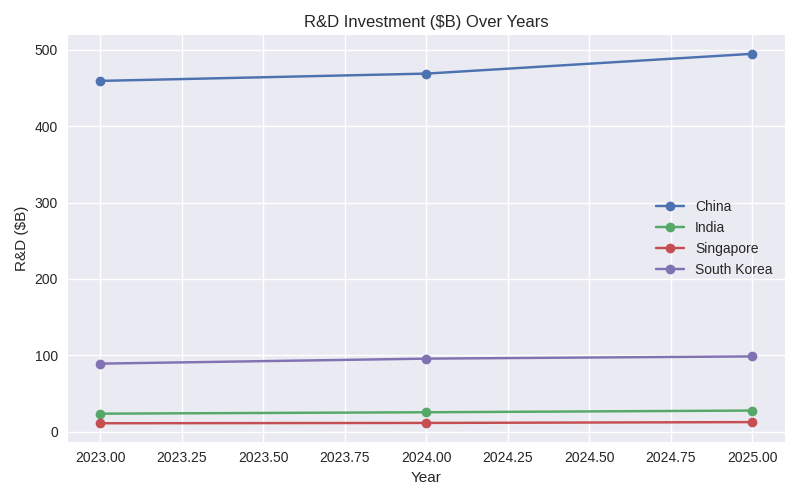 R&D Investment ($B) Over Years
R&D ($B)
500
400
300
200
100
0
China
India
Singapore
South Korea
2023.00 2023.25 2023.50 2023.75 2024.00 2024.25 2024.50 2024.75 2025.00
Year